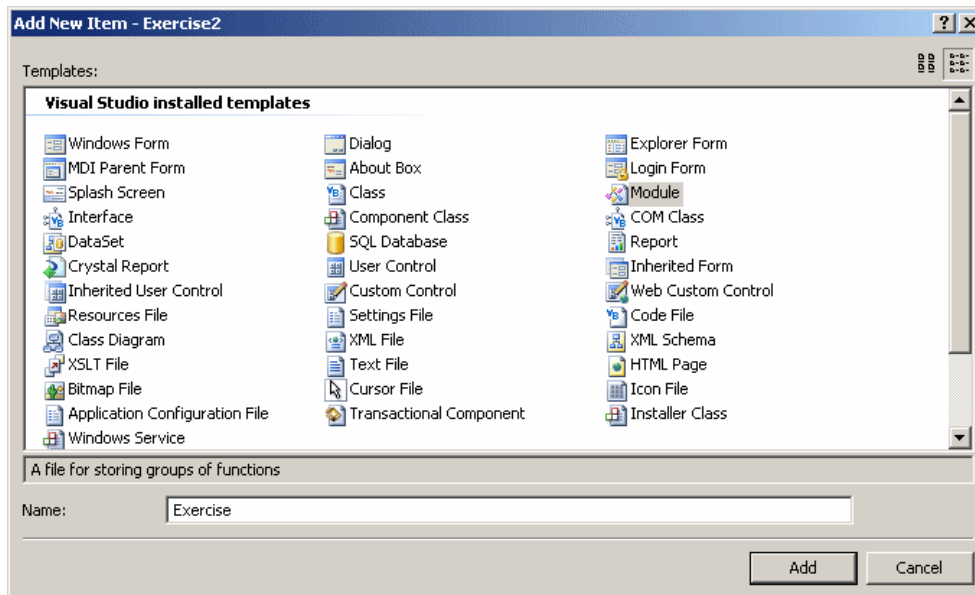 Add New Item - Exercise2
Templates:
Visual Studio installed templates
Windows Form Dialog Explorer Form
MDI Parent Form About Box Login Form
Splash Screen Class Module
Interface Component Class COM Class
DataSet SQL Database Report
Crystal Report User Control Inherited Form
Inherited User Control Custom Control Web Custom Control
Resources File Settings File Code File
Class Diagram XML File XML Schema
XSLT File Text File HTML Page
Bitmap File Cursor File Icon File
Application Configuration File Transactional Component Installer Class
Windows Service
A file for storing groups of functions
Name: Exercise
Add Cancel